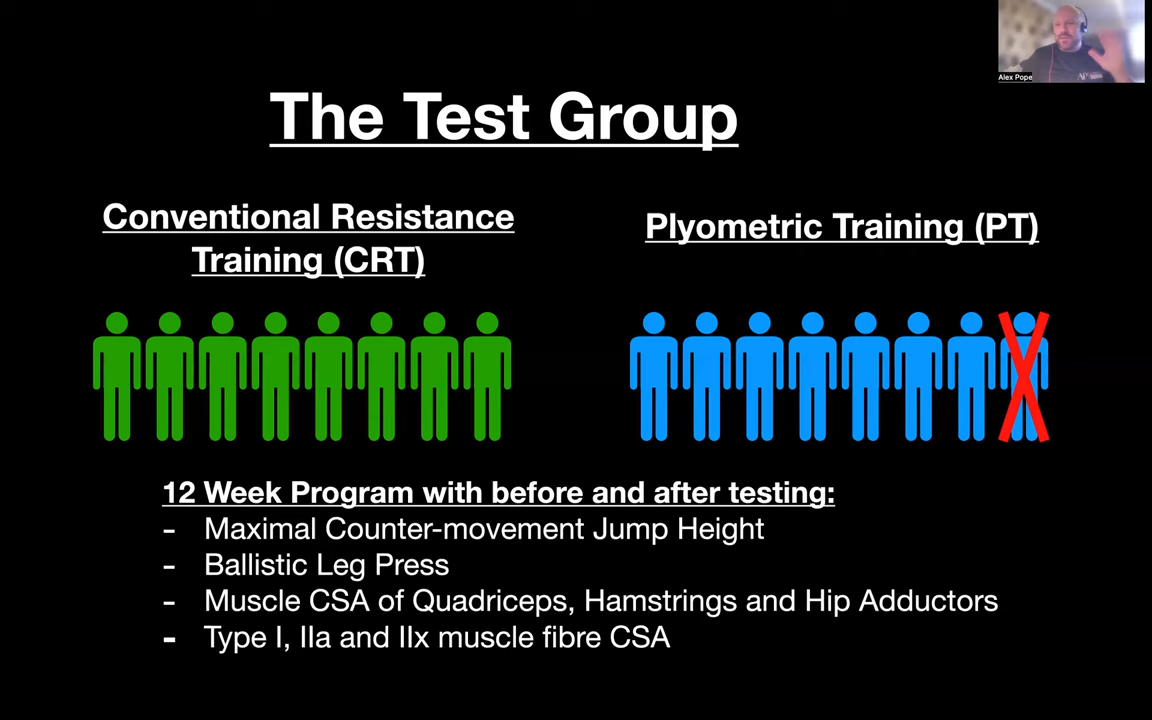 Alex Pope
The Test Group
Conventional Resistance
Training (CRT)
Plyometric Training (PT)
12 Week Program with before and after testing:
- Maximal Counter-movement Jump Height
- Ballistic Leg Press
- Muscle CSA of Quadriceps, Hamstrings and Hip Adductors
- Type I, IIa and IIx muscle fibre CSA